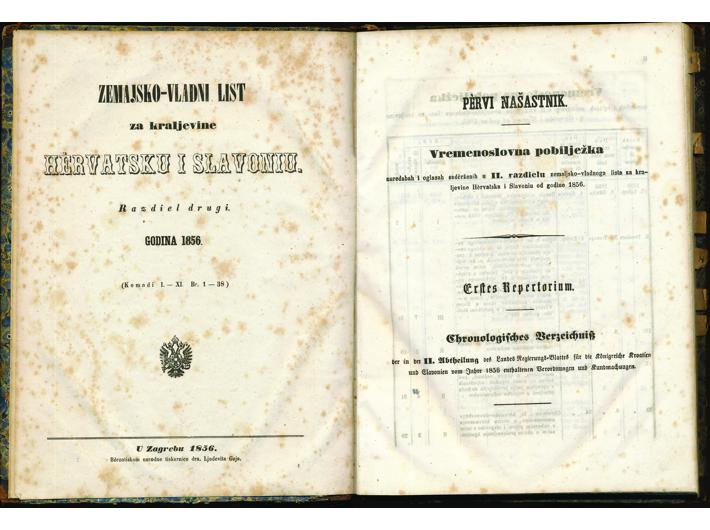 ZEMAJSKO-VLADNI LIST
za kraljevine
HĚRVATSKU I SLAVONIU.
Razdiel drugi.
GODINA 1856.
(Komadi I. — XI. Br. 1 — 38)
U Zagrebu 1856.
Bèrzotiskom narodne tiskarnice dra. Ljudevita Gaja.
PÈRVI NAŠASTNIK.
Vremenoslovna pobilježka
naredabah i oglasah sadèržanih u II. razdielu zemaljsko-vladnoga lista za kra-
ljevine Hèrvatsku i Slavoniu od godine 1856.
Erstes Repertorium.
Chronologisches Verzeichniß
der in der II. Abtheilung des Landes-Regierungs-Blattes für die Königreiche Kroatien
und Slavonien vom Jahre 1856 enthaltenen Verordnungen und Kundmachungen.